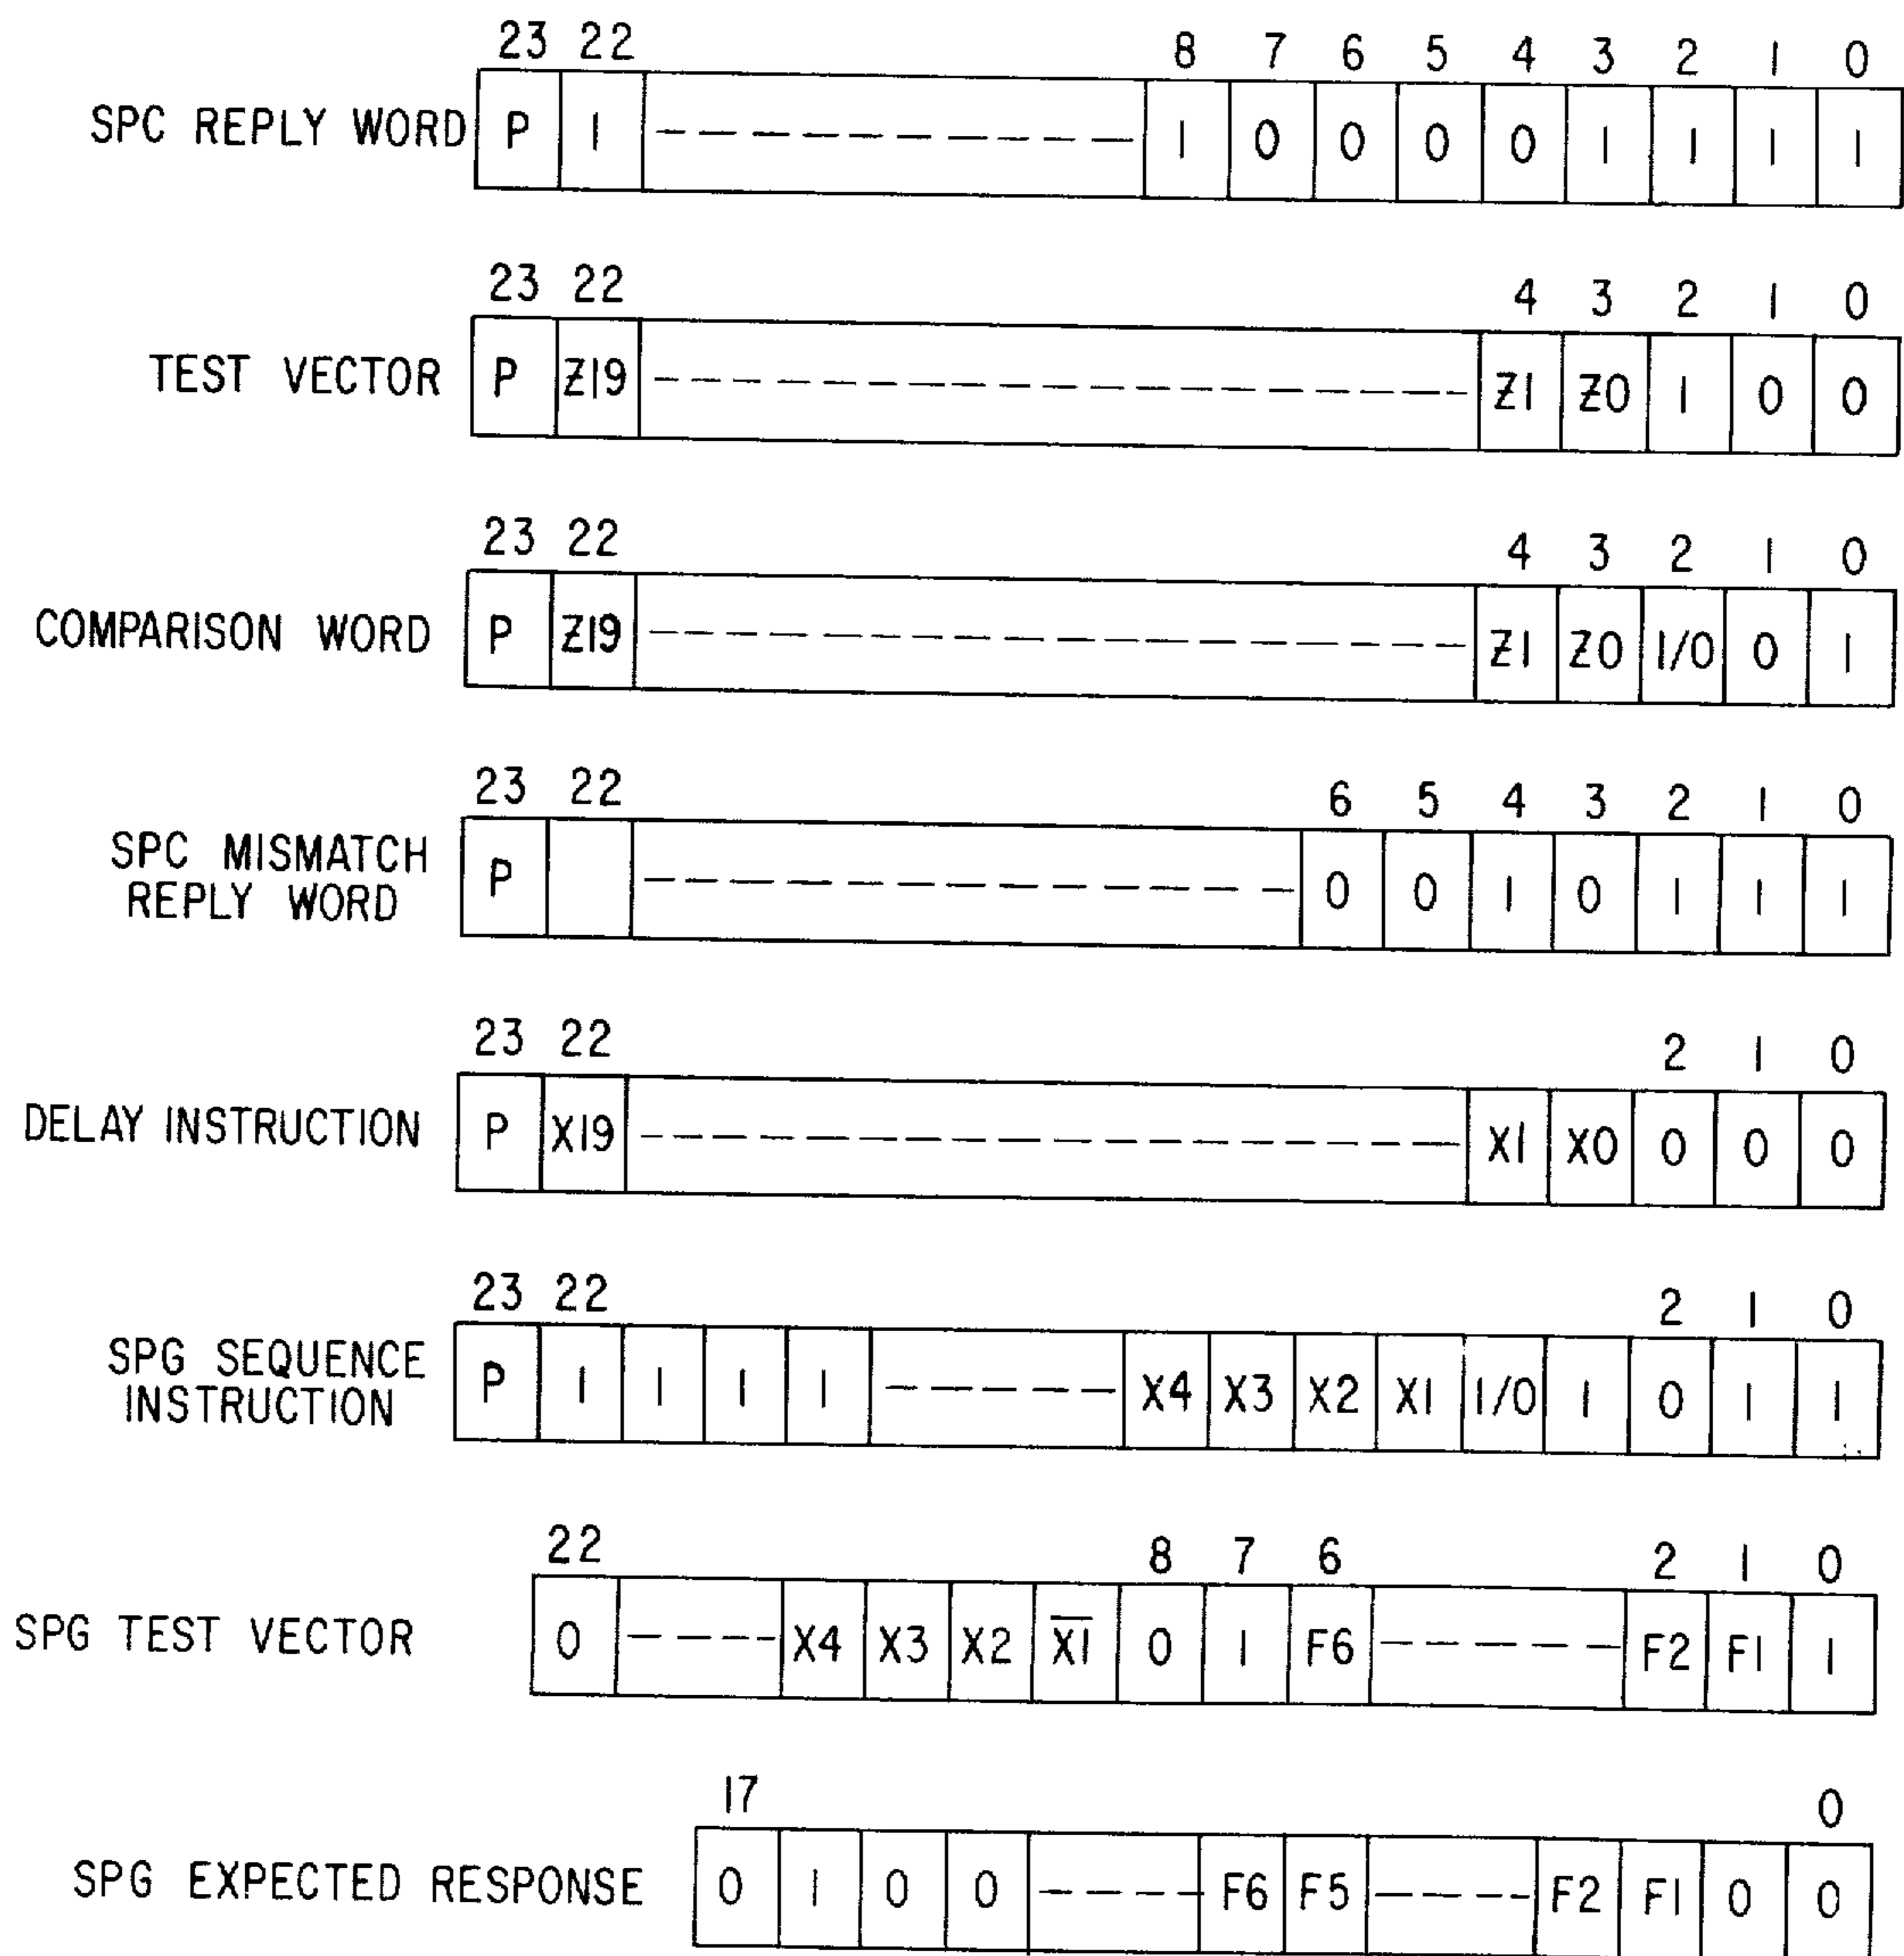 23 22 8 7 6 5 4 3 2 1 0
SPC REPLY WORD P 1 1 0 0 0 0 1 1 1 1
23 22 4 3 2 1 0
TEST VECTOR P Z19 Z1 Z0 1 0 0
23 22 4 3 2 1 0
COMPARISON WORD P Z19 Z1 Z0 1/0 0 1
23 22 6 5 4 3 2 1 0
SPC MISMATCH
REPLY WORD P 0 0 1 0 1 1 1
23 22 2 1 0
DELAY INSTRUCTION P X19 X1 X0 0 0 0
23 22 2 1 0
SPG SEQUENCE
INSTRUCTION P 1 1 1 1 X4 X3 X2 X1 1/0 1 0 1 1
22 8 7 6 2 1 0
SPG TEST VECTOR 0 X4 X3 X2 X̅1̅ 0 1 F6 F2 F1 1
17 0
SPG EXPECTED RESPONSE 0 1 0 0 F6 F5 F2 F1 0 0